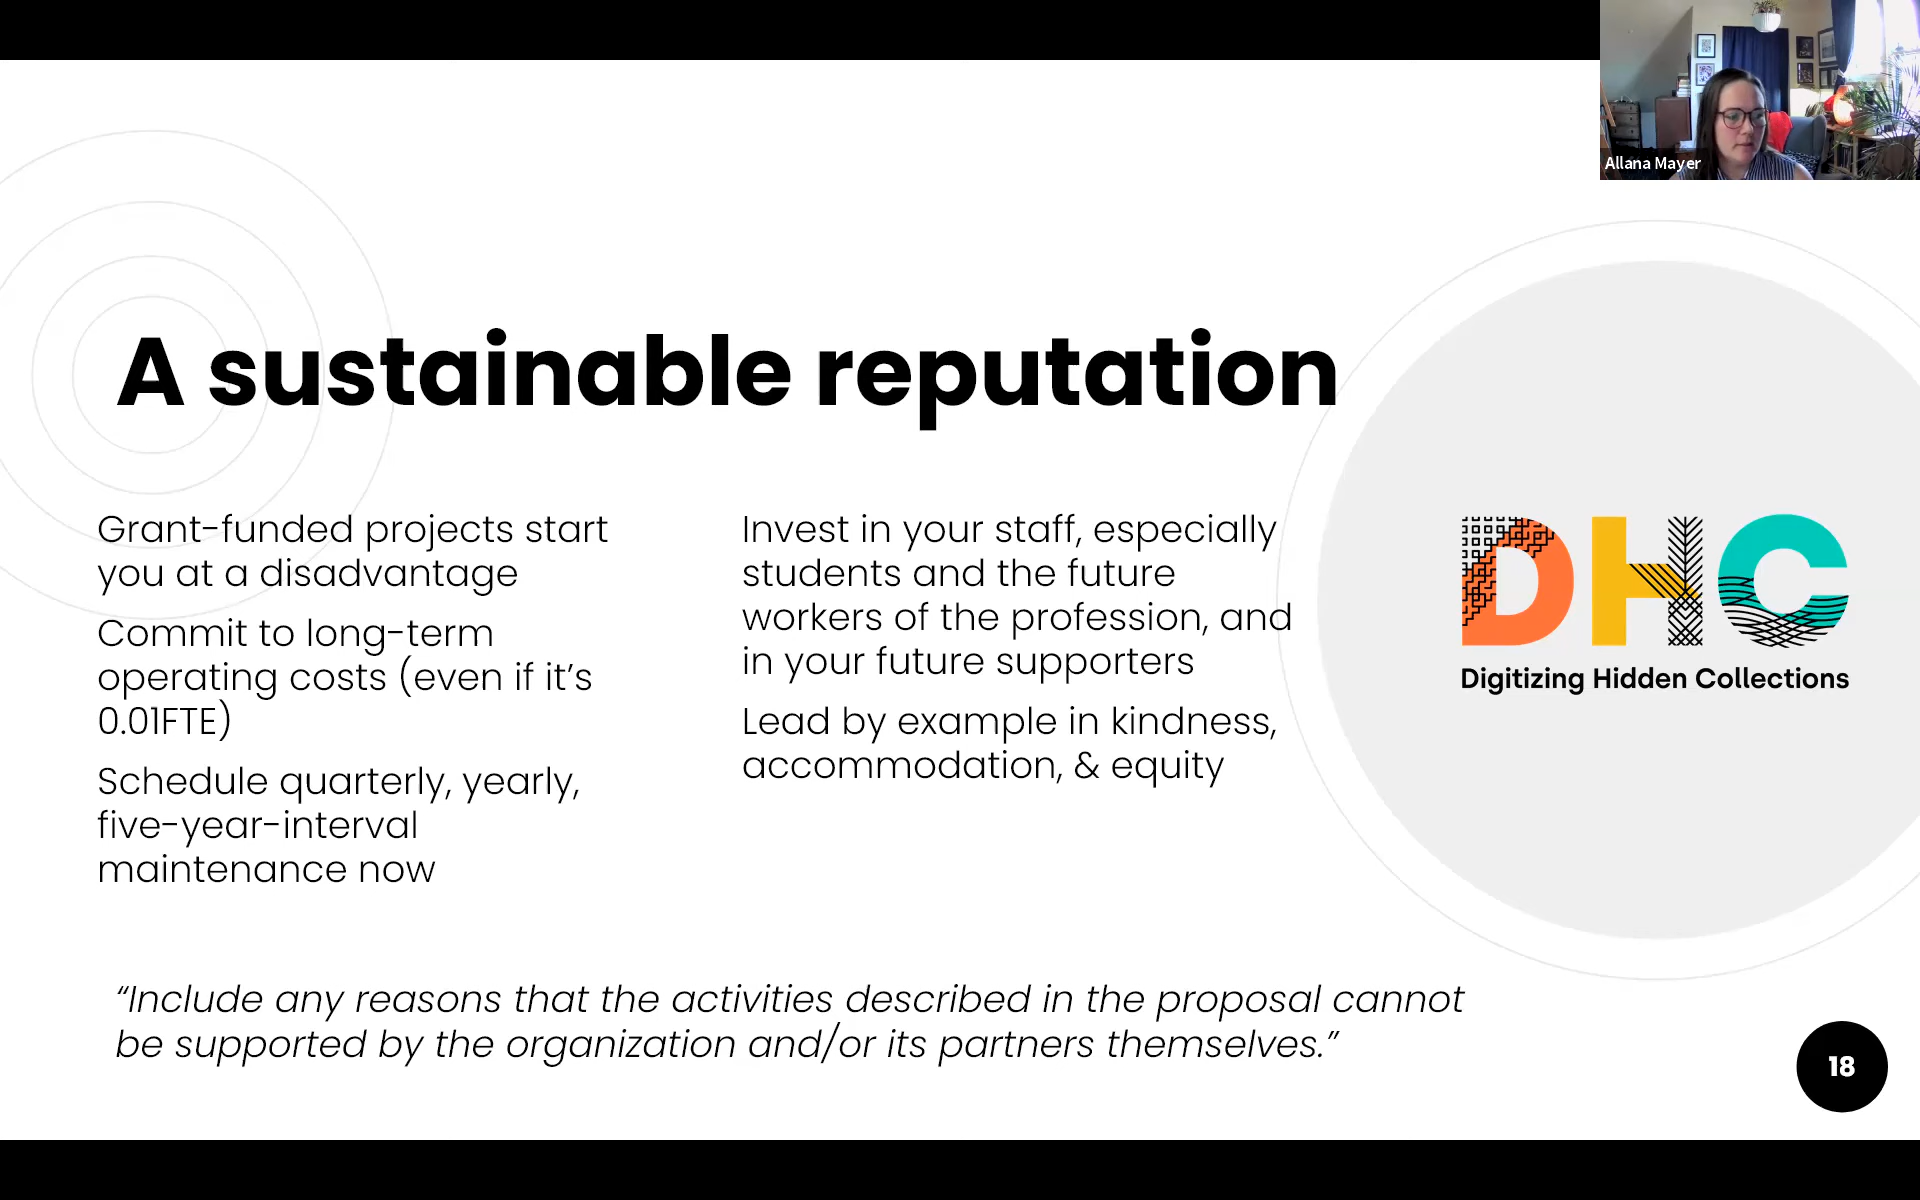 Allana Mayer
A sustainable reputation
Grant-funded projects start
you at a disadvantage
Commit to long-term
operating costs (even if it’s
0.01FTE)
Schedule quarterly, yearly,
five-year-interval
maintenance now
Invest in your staff, especially
students and the future
workers of the profession, and
in your future supporters
Lead by example in kindness,
accommodation, & equity
DHC
Digitizing Hidden Collections
“Include any reasons that the activities described in the proposal cannot
be supported by the organization and/or its partners themselves.”
18